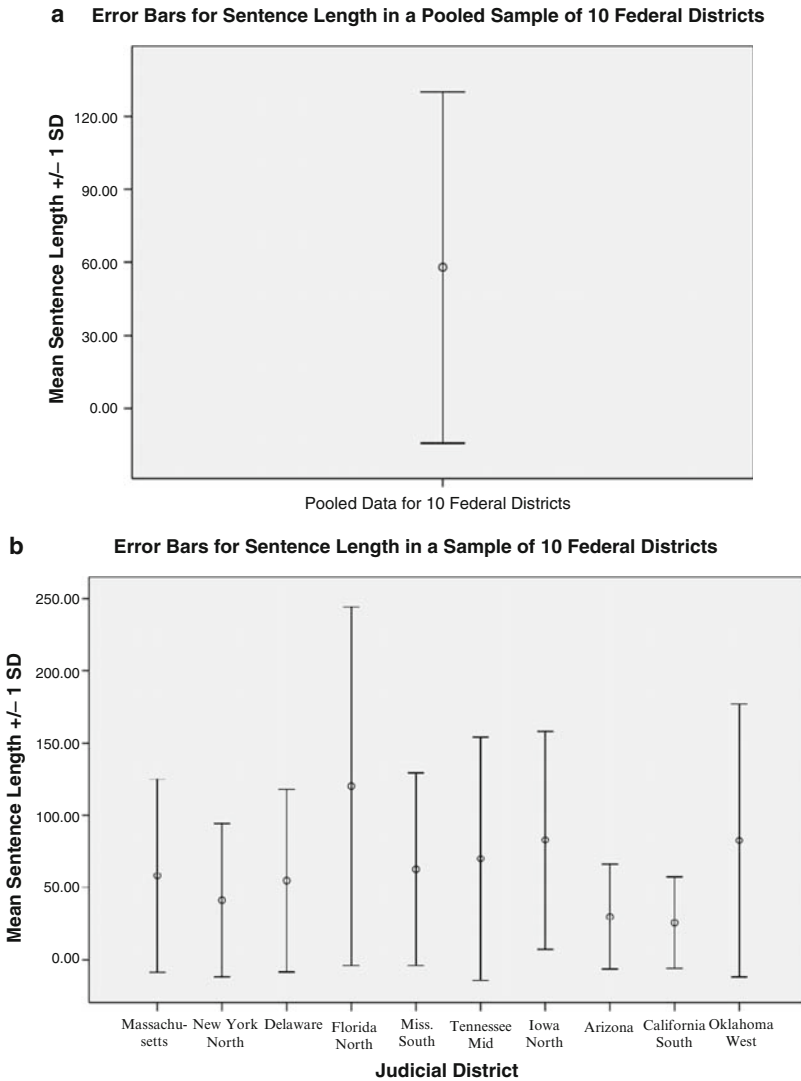 a Error Bars for Sentence Length in a Pooled Sample of 10 Federal Districts
Mean Sentence Length +/– 1 SD
120.00
90.00
60.00
30.00
0.00
Pooled Data for 10 Federal Districts
b Error Bars for Sentence Length in a Sample of 10 Federal Districts
Mean Sentence Length +/– 1 SD
250.00
200.00
150.00
100.00
50.00
0.00
Massachu- New York Delaware Florida Miss. Tennessee Iowa Arizona California Oklahoma
setts North North South Mid North South West
Judicial District